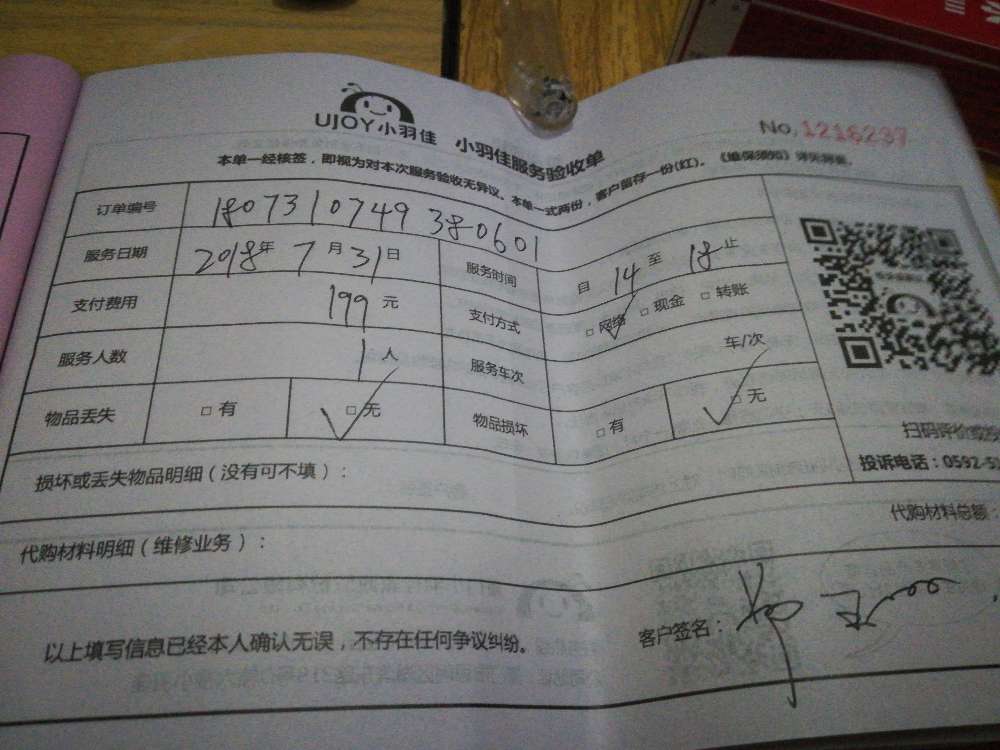 UJOY小羽佳 小羽佳服务验收单
No.1216237
本单一经核签，即视为对本次服务验收无异议。本单一式两份，客户留存一份(红)。
订单编号 180731074938 0601
服务日期 2018年 7月31日 服务时间 自 14 至 18 止
支付费用 199 元 支付方式 □网络 □现金 □转账
服务人数 1 人 服务车次 车/次
物品丢失 □有 □无 物品损坏 □有 □无
扫码评价或
投诉电话：0592-5
损坏或丢失物品明细（没有可不填）：
代购材料总额：
代购材料明细（维修业务）：
以上填写信息已经本人确认无误，不存在任何争议纠纷。
客户签名：